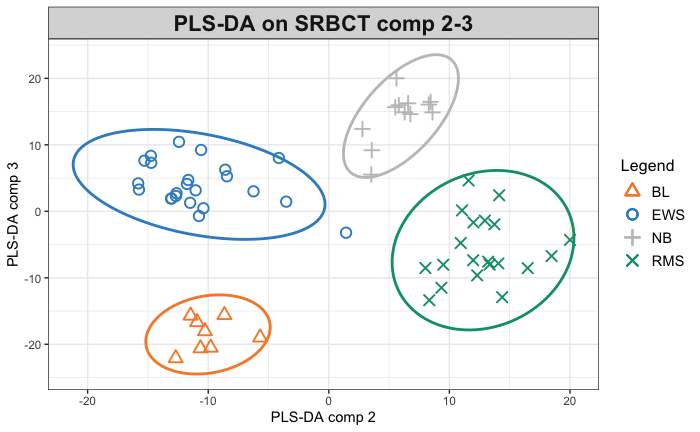 PLS-DA on SRBCT comp 2-3
PLS-DA comp 3
20
10
0
-10
-20
-20
-10
0
10
20
PLS-DA comp 2
Legend
BL
EWS
NB
RMS